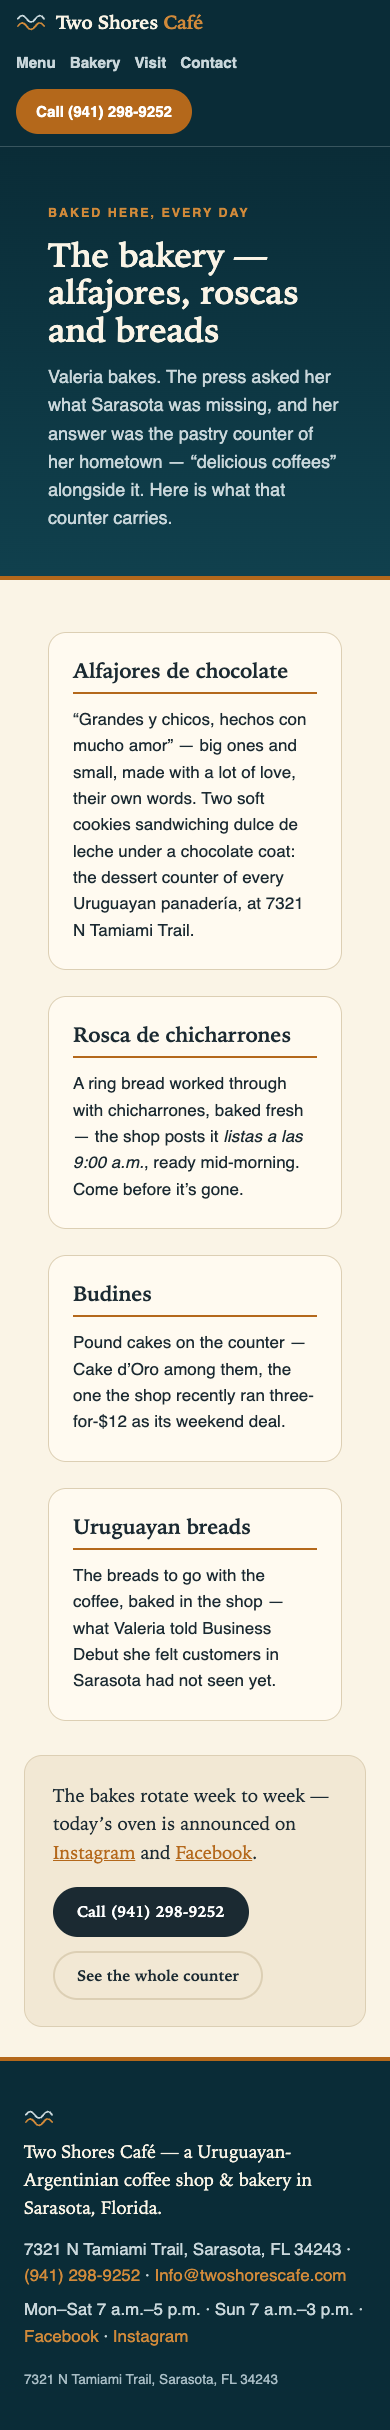 Two Shores Café
Menu Bakery Visit Contact
Call (941) 298-9252
BAKED HERE, EVERY DAY
The bakery —
alfajores, roscas
and breads
Valeria bakes. The press asked her
what Sarasota was missing, and her
answer was the pastry counter of
her hometown — “delicious coffees”
alongside it. Here is what that
counter carries.
Alfajores de chocolate
“Grandes y chicos, hechos con
mucho amor” — big ones and
small, made with a lot of love,
their own words. Two soft
cookies sandwiching dulce de
leche under a chocolate coat:
the dessert counter of every
Uruguayan panadería, at 7321
N Tamiami Trail.
Rosca de chicharrones
A ring bread worked through
with chicharrones, baked fresh
— the shop posts it listas a las
9:00 a.m., ready mid-morning.
Come before it’s gone.
Budines
Pound cakes on the counter —
Cake d’Oro among them, the
one the shop recently ran three-
for-$12 as its weekend deal.
Uruguayan breads
The breads to go with the
coffee, baked in the shop —
what Valeria told Business
Debut she felt customers in
Sarasota had not seen yet.
The bakes rotate week to week —
today’s oven is announced on
Instagram and Facebook.
Call (941) 298-9252
See the whole counter
Two Shores Café — a Uruguayan-
Argentinian coffee shop & bakery in
Sarasota, Florida.
7321 N Tamiami Trail, Sarasota, FL 34243 ·
(941) 298-9252 · Info@twoshorescafe.com
Mon–Sat 7 a.m.–5 p.m. · Sun 7 a.m.–3 p.m. ·
Facebook · Instagram
7321 N Tamiami Trail, Sarasota, FL 34243